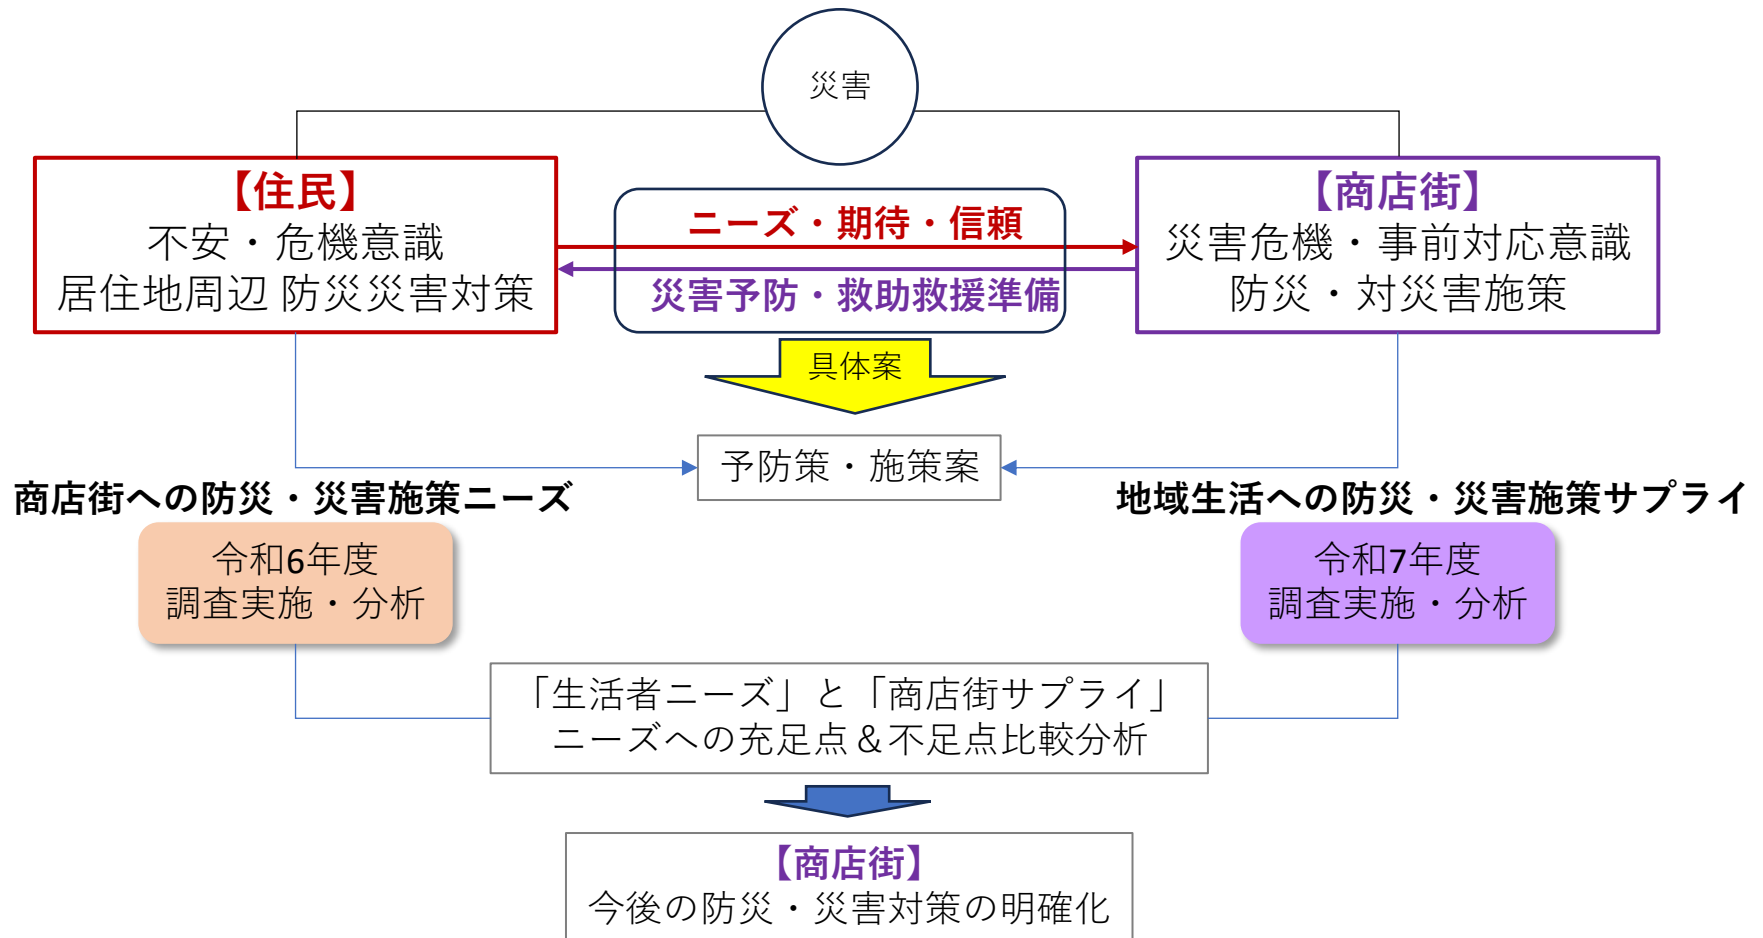 災害
【住民】
不安・危機意識
居住地周辺 防災災害対策
ニーズ・期待・信頼
災害予防・救助救援準備
【商店街】
災害危機・事前対応意識
防災・対災害施策
具体案
予防策・施策案
商店街への防災・災害施策ニーズ
地域生活への防災・災害施策サプライ
令和6年度
調査実施・分析
令和7年度
調査実施・分析
「生活者ニーズ」と「商店街サプライ」
ニーズへの充足点＆不足点比較分析
【商店街】
今後の防災・災害対策の明確化